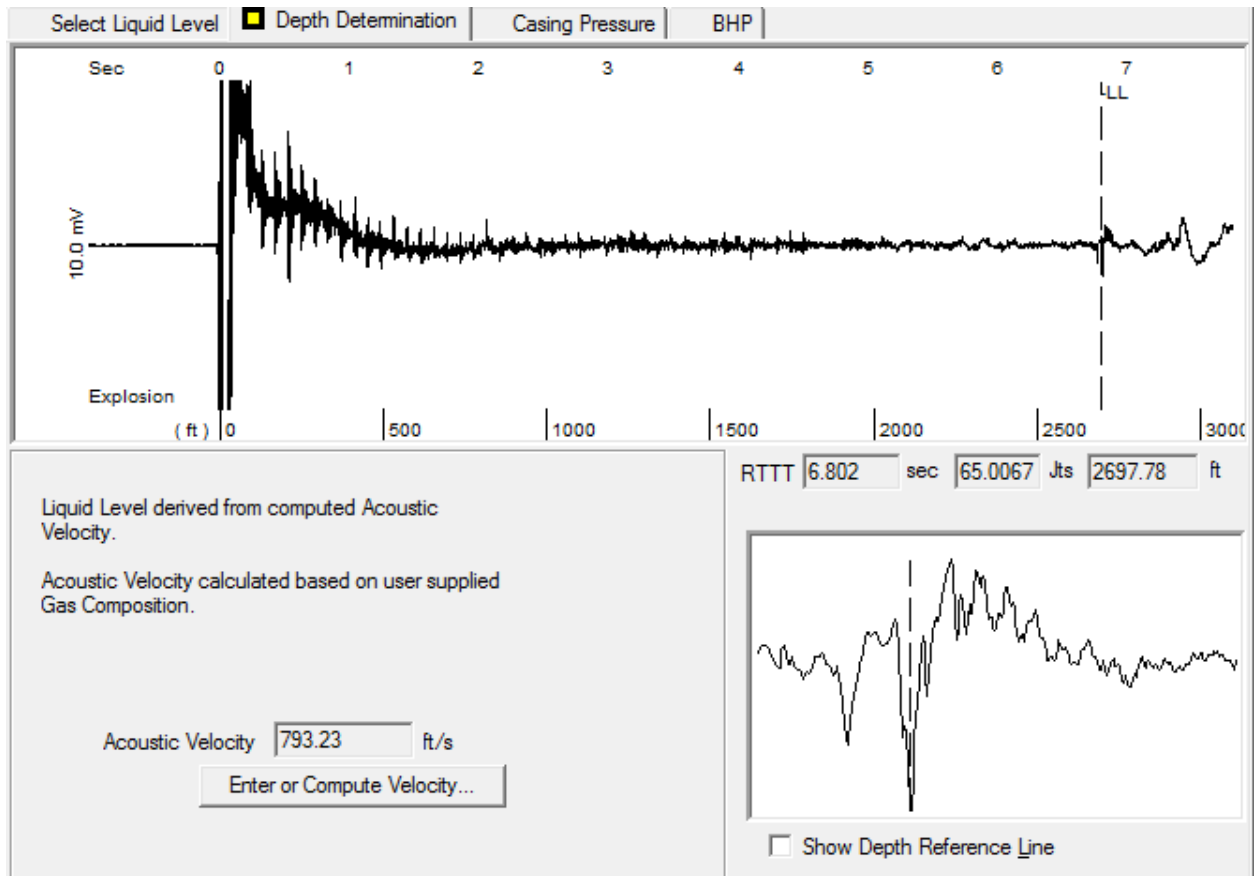 Select Liquid Level Depth Determination Casing Pressure BHP
Sec 0 1 2 3 4 5 6 7
LL
10.0 mV
Explosion
( ft ) 0 500 1000 1500 2000 2500 3000
RTTT 6.802 sec 65.0067 Jts 2697.78 ft
Liquid Level derived from computed Acoustic
Velocity.
Acoustic Velocity calculated based on user supplied
Gas Composition.
Acoustic Velocity 793.23 ft/s
Enter or Compute Velocity...
Show Depth Reference Line